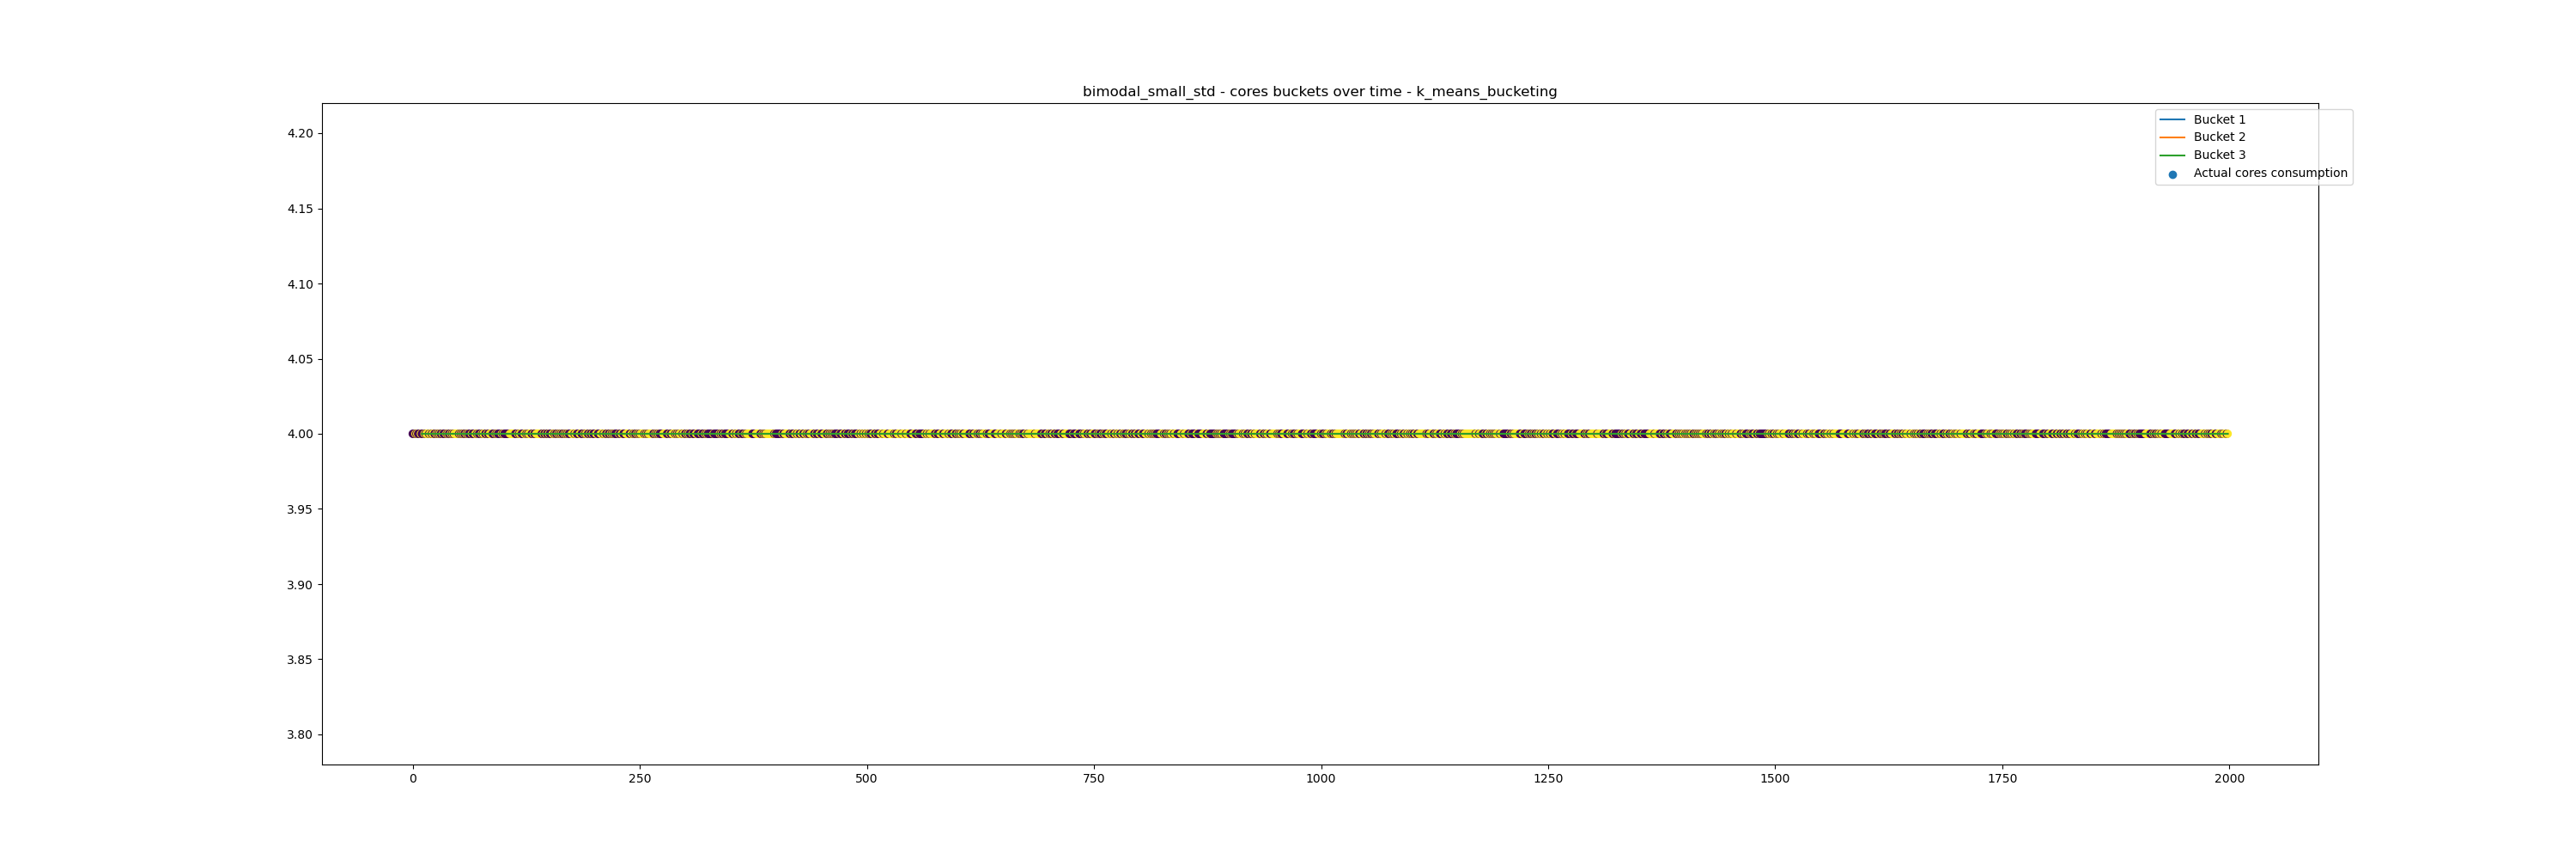 bimodal_small_std - cores buckets over time - k_means_bucketing
Bucket 1
Bucket 2
Bucket 3
Actual cores consumption
4.20
4.15
4.10
4.05
4.00
3.95
3.90
3.85
3.80
0 250 500 750 1000 1250 1500 1750 2000